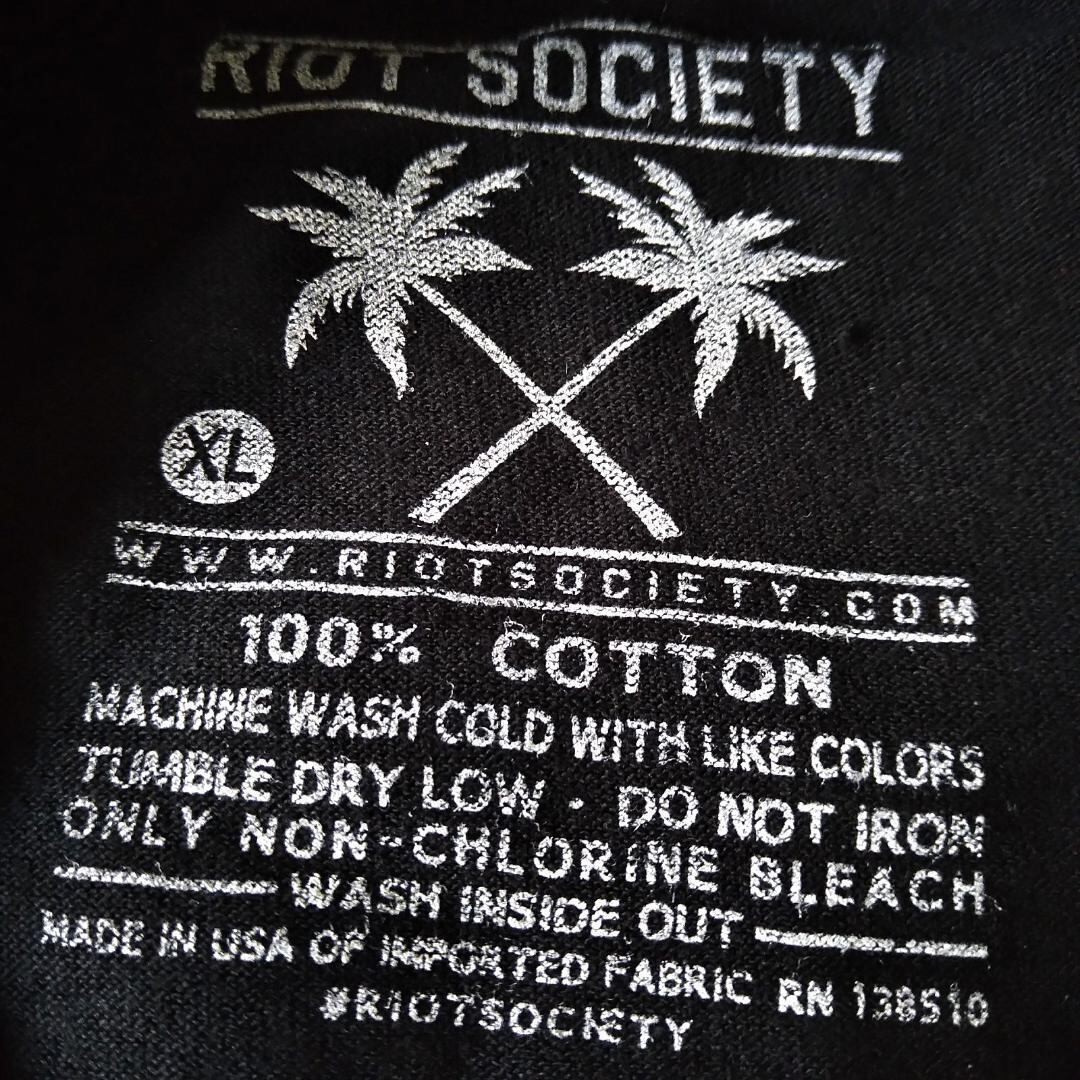 RIOT SOCIETY
XL
WWW.RIOTSOCIETY.COM
100% COTTON
MACHINE WASH COLD WITH LIKE COLORS
TUMBLE DRY LOW · DO NOT IRON
ONLY NON-CHLORINE BLEACH
WASH INSIDE OUT
MADE IN USA OF IMPORTED FABRIC RN 138510
#RIOTSOCIETY